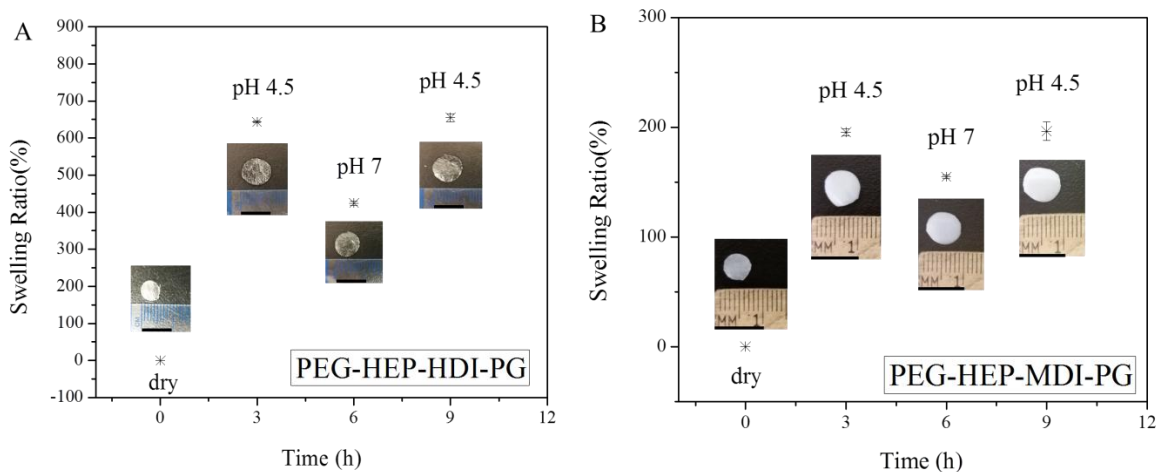 A
Swelling Ratio(%)
900
800
700
600
500
400
300
200
100
0
-100
pH 4.5
pH 7
pH 4.5
dry
PEG-HEP-HDI-PG
0
3
6
9
12
Time (h)
B
Swelling Ratio(%)
300
200
100
0
pH 4.5
pH 7
pH 4.5
MM 1
MM 1
MM 1
MM 1
dry
PEG-HEP-MDI-PG
0
3
6
9
12
Time (h)